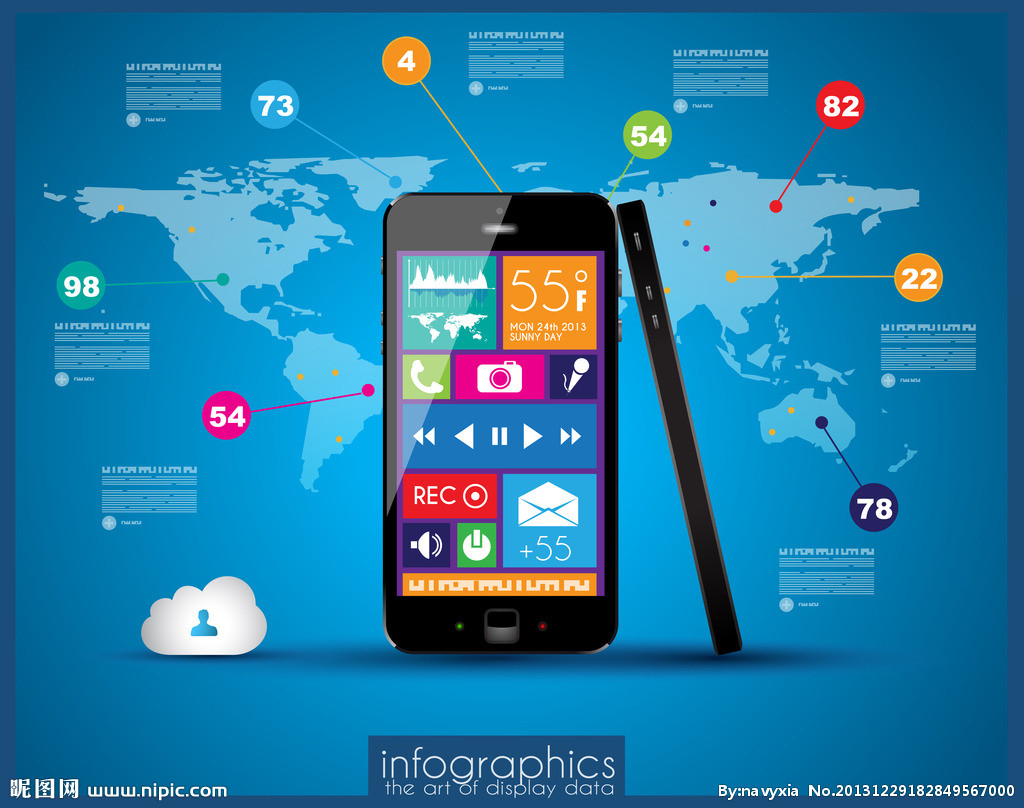 4
73
54
82
98
22
54
78
55°F
MON 24th 2013
SUNNY DAY
REC
+55
infographics
the art of display data
昵图网 www.nipic.com
By:navyxia No.20131229182849567000